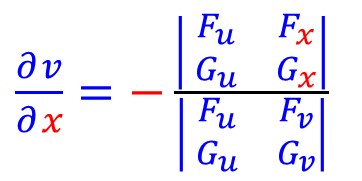 ∂v/∂x = − |F_u F_x; G_u G_x| / |F_u F_v; G_u G_v|